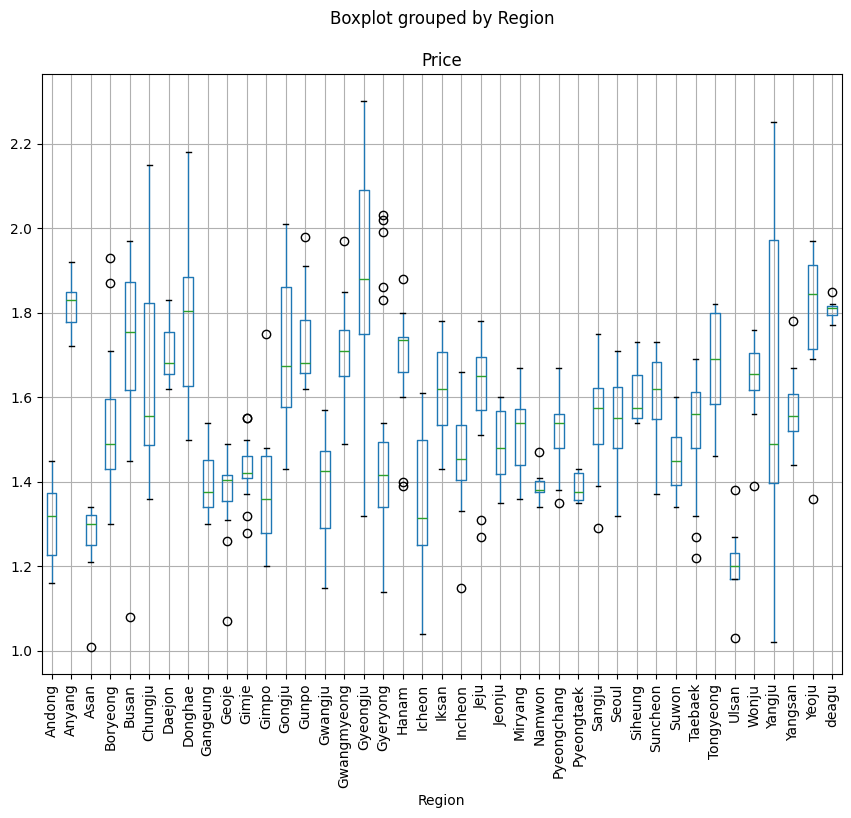 Boxplot grouped by Region
Price
2.2
2.0
1.8
1.6
1.4
1.2
1.0
Andong
Anyang
Asan
Boryeong
Busan
Chungju
Daejon
Donghae
Gangeung
Geoje
Gimje
Gimpo
Gongju
Gunpo
Gwangju
Gwangmyeong
Gyeongju
Gyeryong
Hanam
Icheon
Iksan
Incheon
Jeju
Jeonju
Miryang
Namwon
Pyeongchang
Pyeongtaek
Sangju
Seoul
Siheung
Suncheon
Suwon
Taebaek
Tongyeong
Ulsan
Wonju
Yangju
Yangsan
Yeoju
deagu
Region